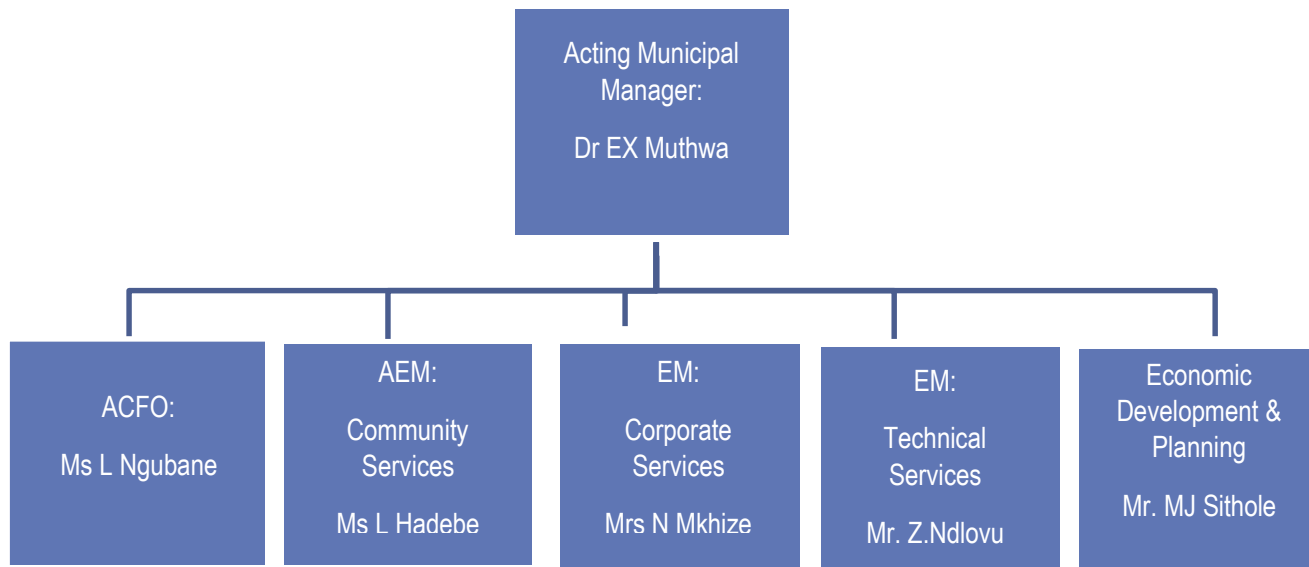 Acting Municipal
Manager:
Dr EX Muthwa
ACFO:
Ms L Ngubane
AEM:
Community
Services
Ms L Hadebe
EM:
Corporate
Services
Mrs N Mkhize
EM:
Technical
Services
Mr. Z.Ndlovu
Economic
Development &
Planning
Mr. MJ Sithole